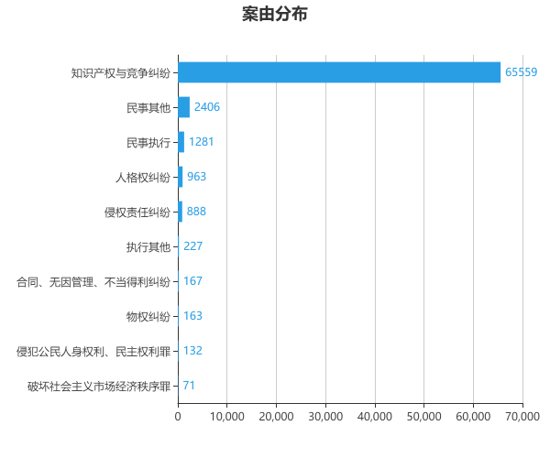 案由分布
知识产权与竞争纠纷 65559
民事其他 2406
民事执行 1281
人格权纠纷 963
侵权责任纠纷 888
执行其他 227
合同、无因管理、不当得利纠纷 167
物权纠纷 163
侵犯公民人身权利、民主权利罪 132
破坏社会主义市场经济秩序罪 71
0 10,000 20,000 30,000 40,000 50,000 60,000 70,000